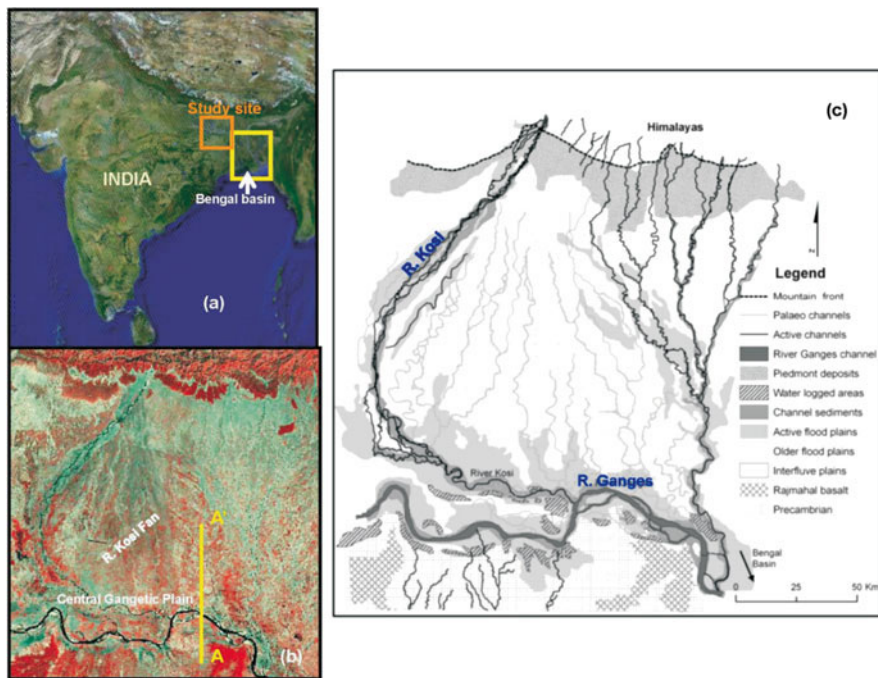 Study site
INDIA
Bengal basin
(a)
R. Kosi Fan
A'
Central Gangetic Plain
A
(b)
(c)
Himalayas
R. Kosi
River Kosi
R. Ganges
Bengal
Basin
0 25 50 Km
Legend
Mountain front
Palaeo channels
Active channels
River Ganges channel
Piedmont deposits
Water logged areas
Channel sediments
Active flood plains
Older flood plains
Interfluve plains
Rajmahal basalt
Precambrian